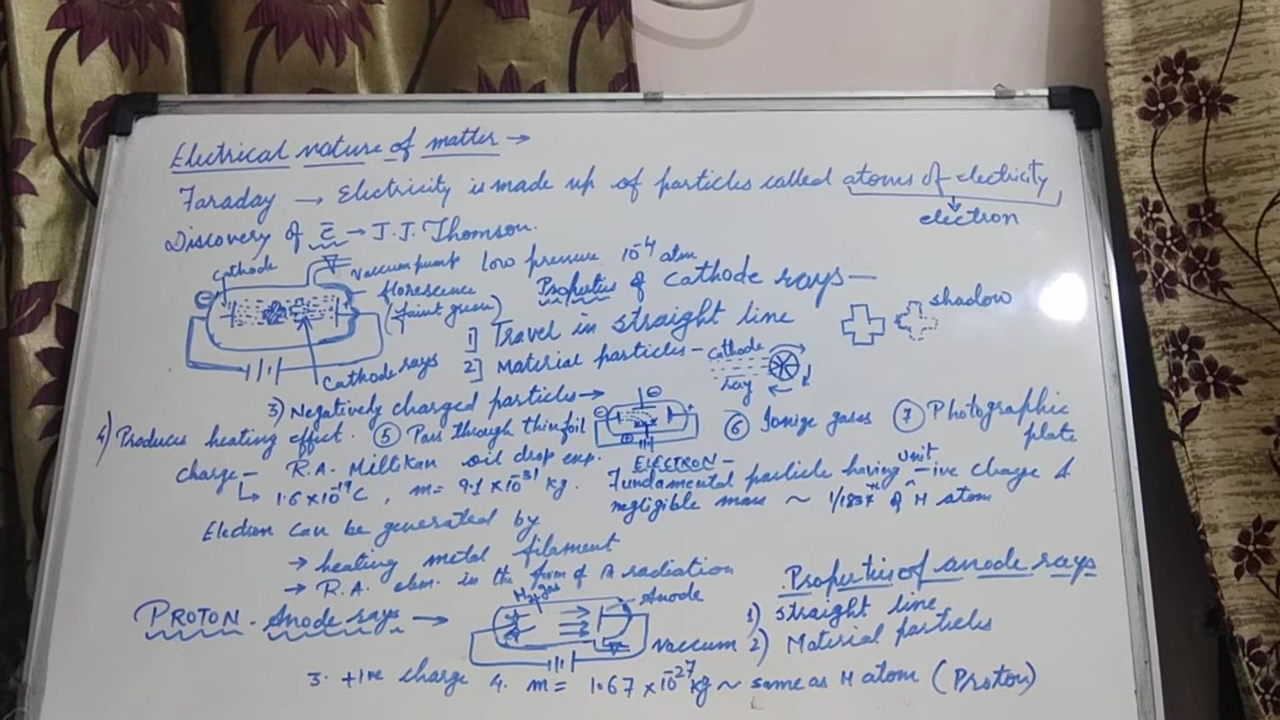 Electrical nature of matter →
Faraday → Electricity is made up of particles called atoms of electricity
electron
Discovery of E̅ → J.J. Thomson.
Cathode
Vaccum pump low pressure 10⁻⁴ atm
florescence
(faint green)
Cathode rays
Properties of Cathode rays —
1] Travel in straight line
shadow
2] Material particles - cathode
ray
3) Negatively charged particles →
4) Produces heating effect. ⑤ Pass through thin foil
⑥ Ionize gases ⑦ Photographic
plate
charge - R.A. Millikan oil drop exp.
↳ 1.6 × 10⁻¹⁹ C , m = 9.1 × 10⁻³¹ kg.
ELECTRON -
Fundamental particle having unit -ive charge &
negligible mass ~ 1/1837ᵗʰ of H atom
Electron can be generated by
→ heating metal filament
→ R.A. elem. in the form of β radiation
PROTON - Anode rays →
H₂ gas
Anode
Vaccum
Properties of anode rays
1) straight line
2) Material particles
3. +ive charge 4. m = 1.67 × 10⁻²⁷ kg ~ same as H atom (Proton)